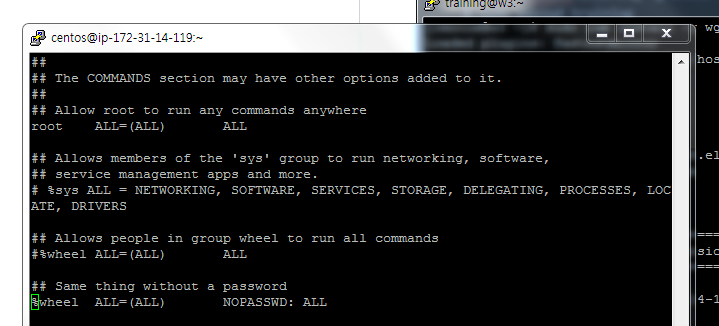 training@w3:~
centos@ip-172-31-14-119:~
##
## The COMMANDS section may have other options added to it.
##
## Allow root to run any commands anywhere
root    ALL=(ALL)       ALL
## Allows members of the 'sys' group to run networking, software,
## service management apps and more.
# %sys ALL = NETWORKING, SOFTWARE, SERVICES, STORAGE, DELEGATING, PROCESSES, LOC
ATE, DRIVERS
## Allows people in group wheel to run all commands
#%wheel ALL=(ALL)       ALL
## Same thing without a password
%wheel  ALL=(ALL)       NOPASSWD: ALL
wg
hos
.el
===
sic
===
4-1